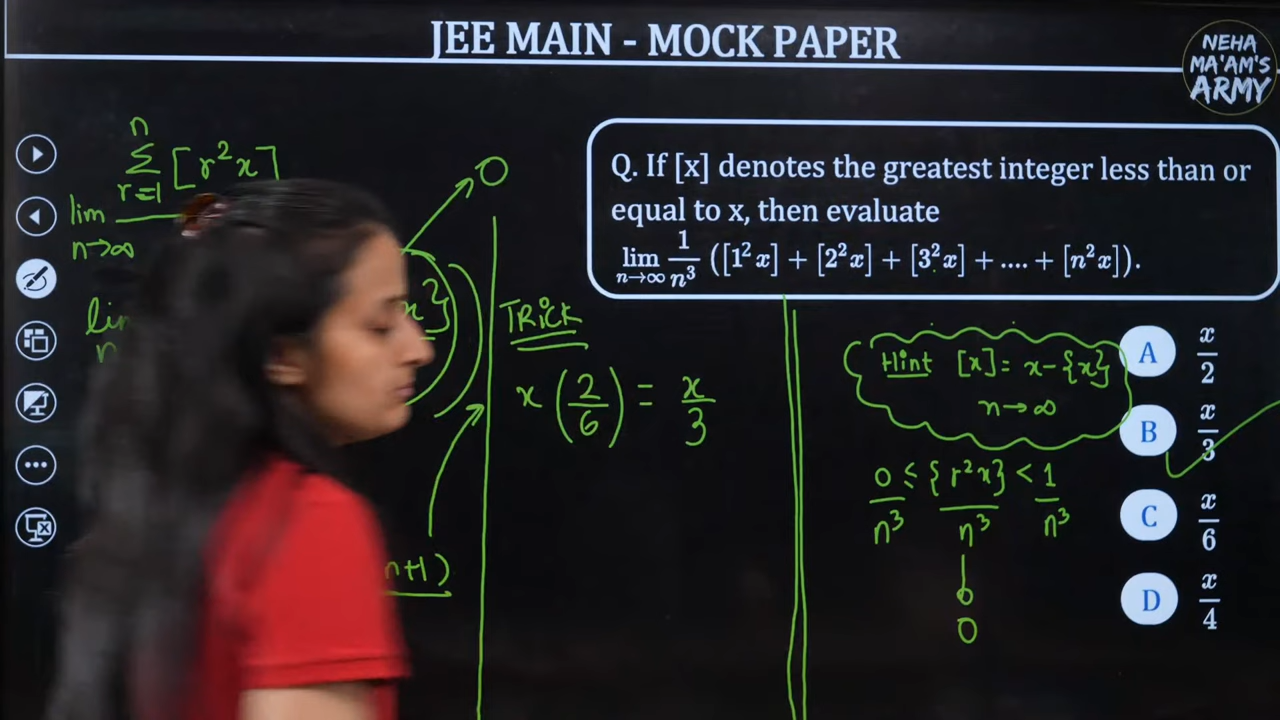 JEE MAIN - MOCK PAPER
NEHA
MA'AM'S
ARMY
n
Σ [r²x]
r=1
lim
n→∞
0
Q. If [x] denotes the greatest integer less than or
equal to x, then evaluate
lim n→∞ 1/n³ ([1²x] + [2²x] + [3²x] + .... + [n²x]).
x}
TRICK
x(2/6) = x/3
n+1)
Hint [x] = x-{x}
n→∞
0/n³ ≤ {r²x}/n³ < 1/n³
0
A x/2
B x/3
C x/6
D x/4